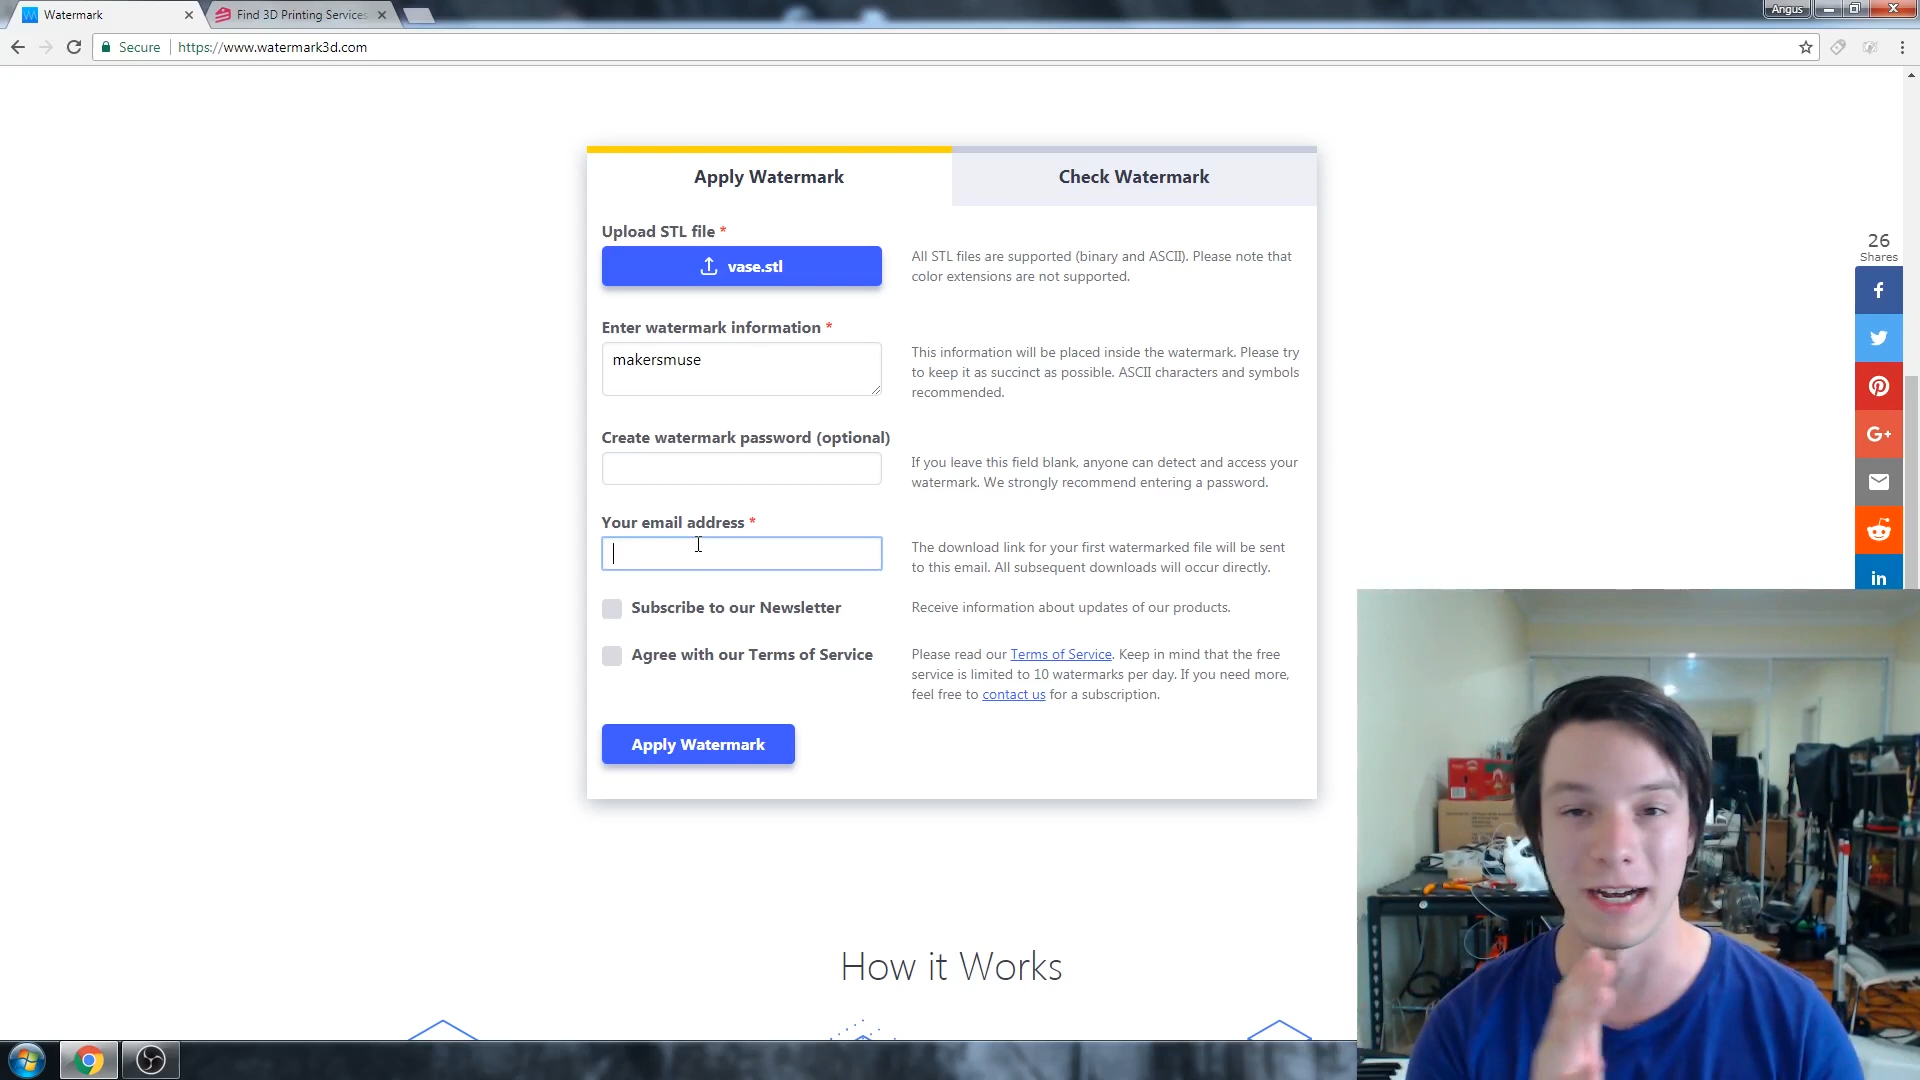 Watermark
Find 3D Printing Services
Angus
Secure
https://www.watermark3d.com
Apply Watermark
Check Watermark
Upload STL file *
vase.stl
All STL files are supported (binary and ASCII). Please note that
color extensions are not supported.
Enter watermark information *
makersmuse
This information will be placed inside the watermark. Please try
to keep it as succinct as possible. ASCII characters and symbols
recommended.
Create watermark password (optional)
If you leave this field blank, anyone can detect and access your
watermark. We strongly recommend entering a password.
Your email address *
The download link for your first watermarked file will be sent
to this email. All subsequent downloads will occur directly.
Subscribe to our Newsletter
Receive information about updates of our products.
Agree with our Terms of Service
Please read our Terms of Service. Keep in mind that the free
service is limited to 10 watermarks per day. If you need more,
feel free to contact us for a subscription.
Apply Watermark
26
Shares
f
G+
in
How it Works